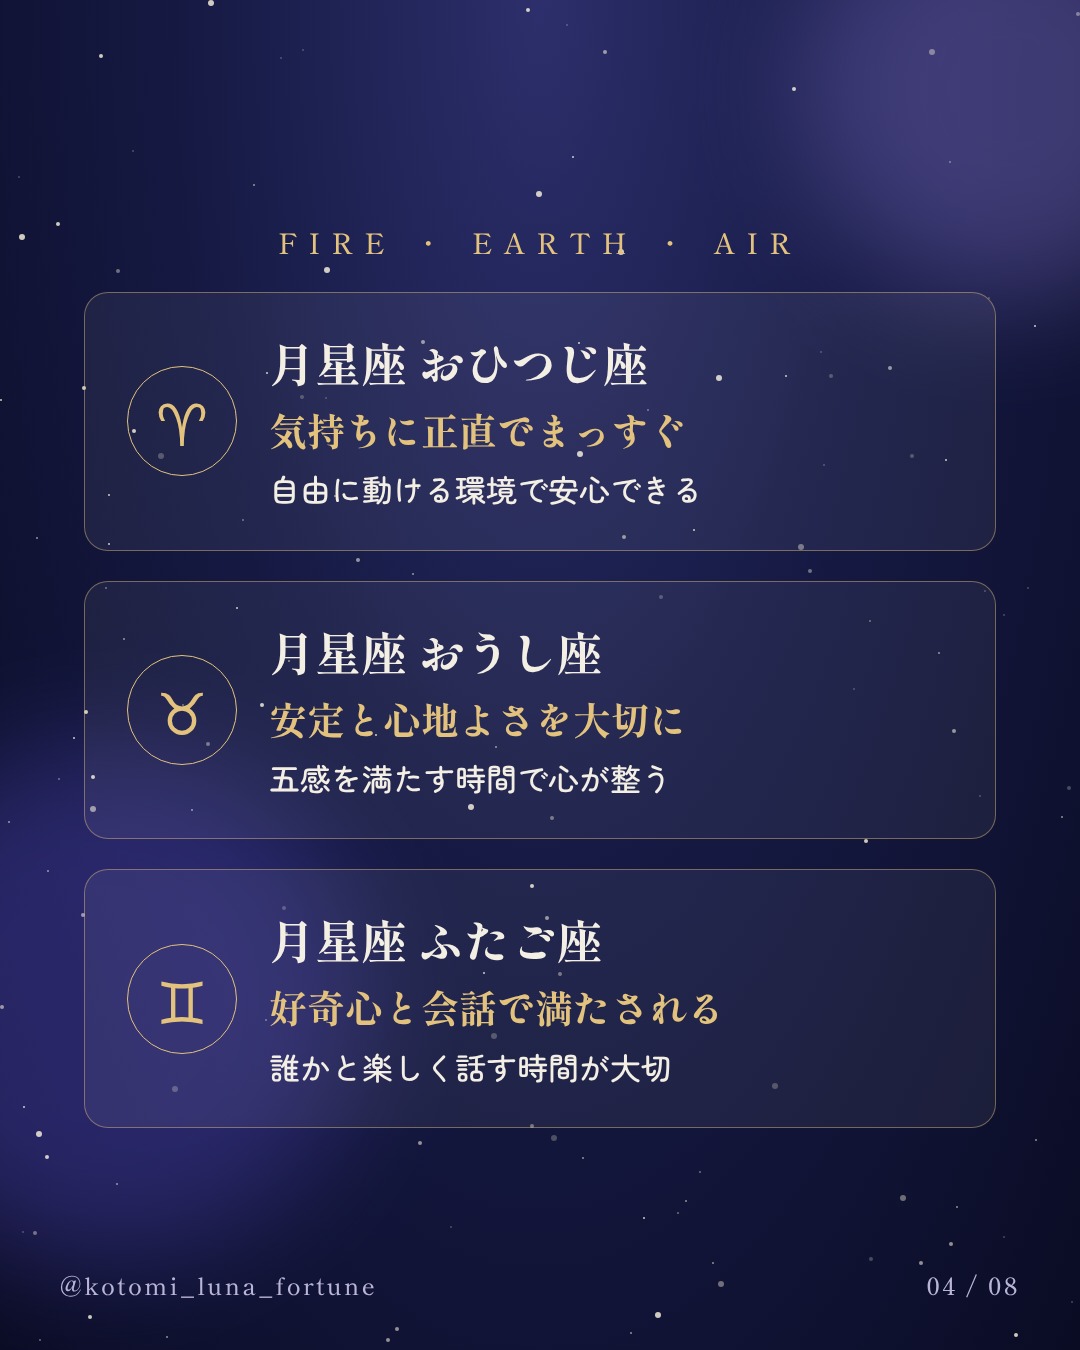 FIRE · EARTH · AIR
♈
月星座 おひつじ座
気持ちに正直でまっすぐ
自由に動ける環境で安心できる
♉
月星座 おうし座
安定と心地よさを大切に
五感を満たす時間で心が整う
♊
月星座 ふたご座
好奇心と会話で満たされる
誰かと楽しく話す時間が大切
@kotomi_luna_fortune
04 / 08